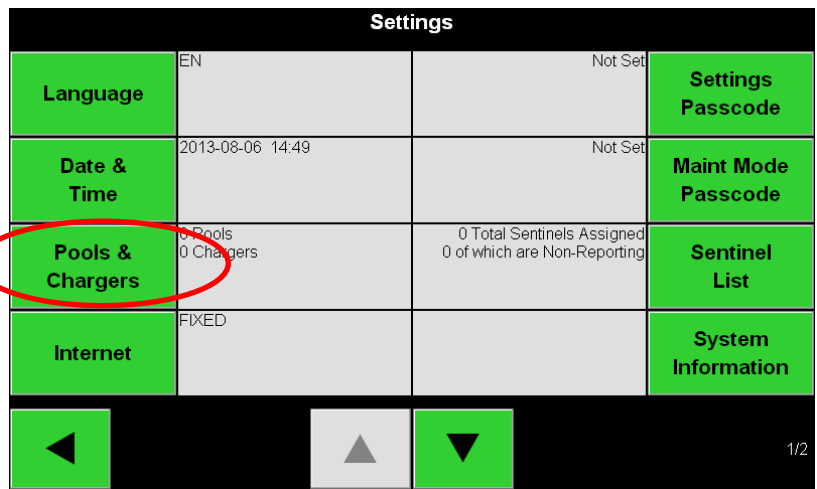 Settings
Language
EN
Not Set
Settings
Passcode
Date &
Time
2013-08-06 14:49
Not Set
Maint Mode
Passcode
Pools &
Chargers
0 Pools
0 Chargers
0 Total Sentinels Assigned
0 of which are Non-Reporting
Sentinel
List
Internet
FIXED
System
Information
1/2